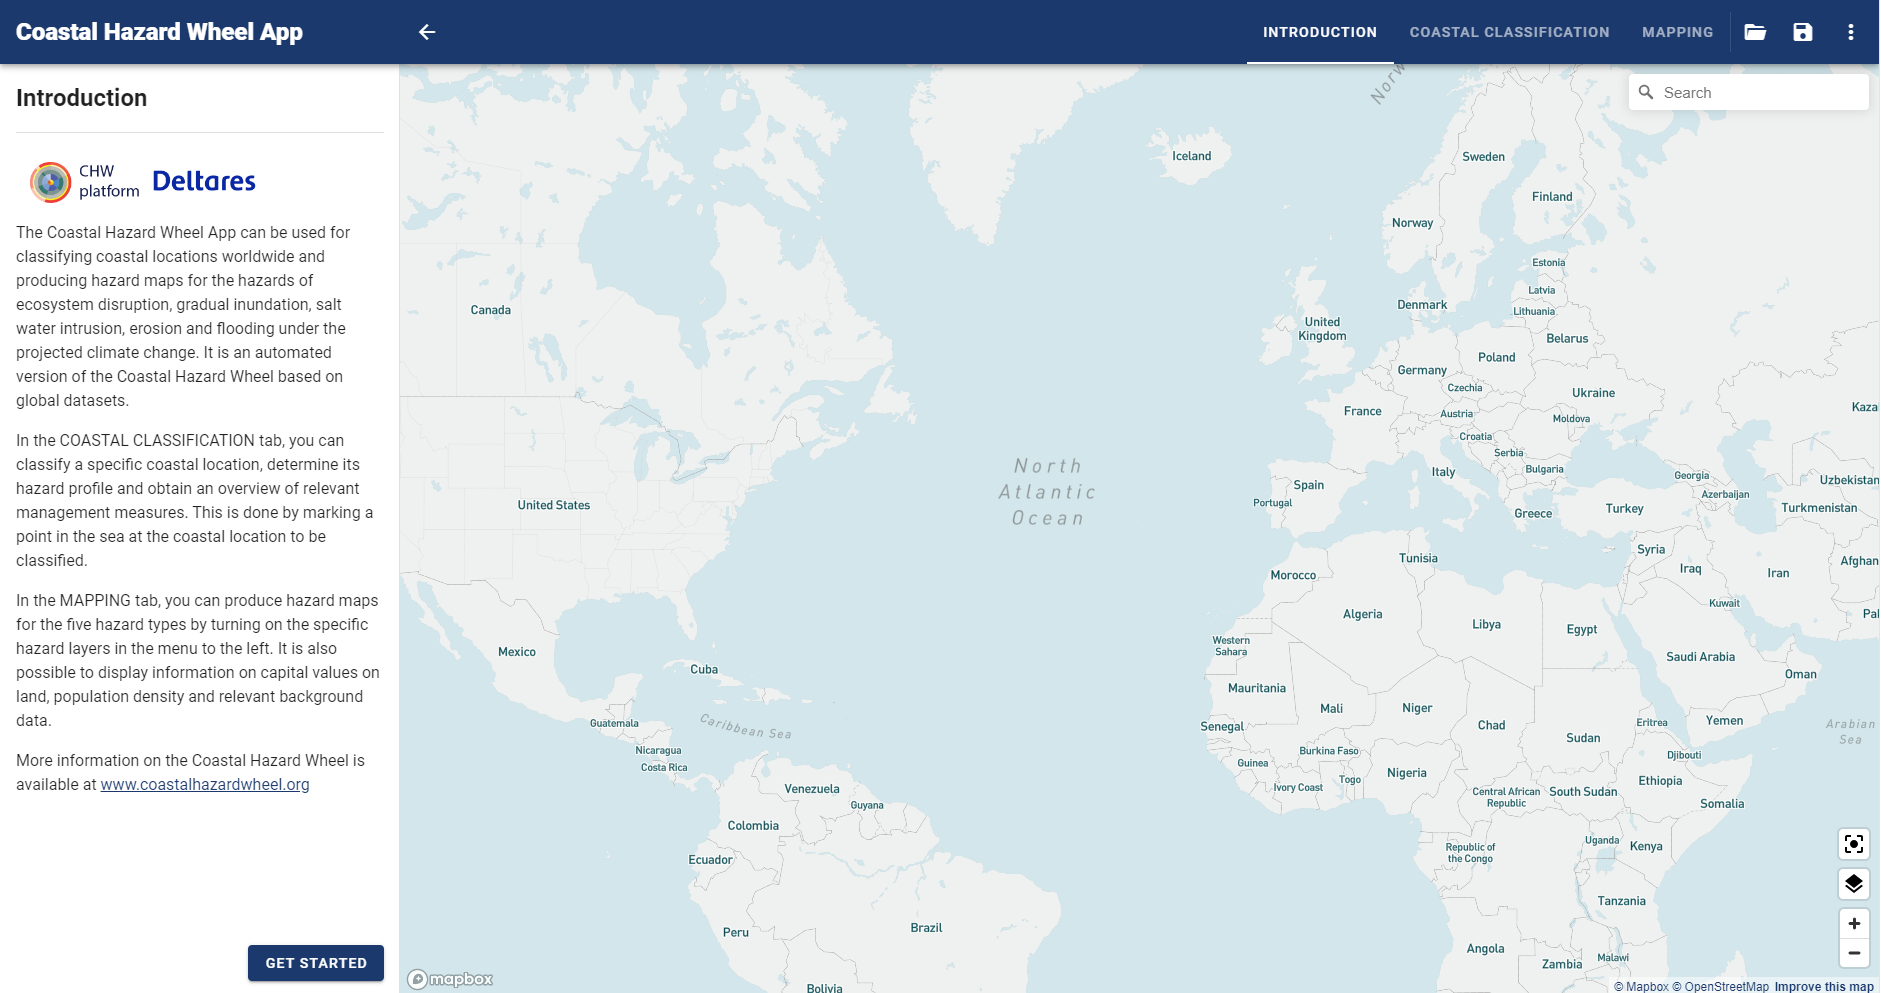 Coastal Hazard Wheel App
INTRODUCTION
COASTAL CLASSIFICATION
MAPPING
Introduction
CHW
platform
Deltares
The Coastal Hazard Wheel App can be used for
classifying coastal locations worldwide and
producing hazard maps for the hazards of
ecosystem disruption, gradual inundation, salt
water intrusion, erosion and flooding under the
projected climate change. It is an automated
version of the Coastal Hazard Wheel based on
global datasets.
In the COASTAL CLASSIFICATION tab, you can
classify a specific coastal location, determine its
hazard profile and obtain an overview of relevant
management measures. This is done by marking a
point in the sea at the coastal location to be
classified.
In the MAPPING tab, you can produce hazard maps
for the five hazard types by turning on the specific
hazard layers in the menu to the left. It is also
possible to display information on capital values on
land, population density and relevant background
data.
More information on the Coastal Hazard Wheel is
available at www.coastalhazardwheel.org
GET STARTED
Search
Norw
Iceland
Sweden
Finland
Norway
Estonia
Latvia
Lithuania
Denmark
Canada
United
Kingdom
Belarus
Poland
Germany
Czechia
Ukraine
France
Austria
Moldova
Kaza
Croatia
Serbia
Bulgaria
Italy
North
Atlantic
Ocean
Georgia
Uzbekistan
Azerbaijan
Spain
Portugal
United States
Greece
Turkey
Turkmenistan
Syria
Tunisia
Afghan
Iraq
Iran
Morocco
Kuwait
Algeria
Pa
Libya
Egypt
Western
Sahara
Mexico
Saudi Arabia
Cuba
Oman
Mauritania
Mali
Niger
Guatemala
Caribbean Sea
Senegal
Chad
Eritrea
Yemen
Arabian
Sea
Sudan
Nicaragua
Burkina Faso
Djibouti
Costa Rica
Guinea
Nigeria
Togo
Ethiopia
Venezuela
Ivory Coast
Central African
Republic
South Sudan
Guyana
Somalia
Colombia
Uganda
Kenya
Republic of
the Congo
Ecuador
Tanzania
Peru
Brazil
Angola
Malawi
Zambia
Bolivia
mapbox
© Mapbox © OpenStreetMap Improve this map